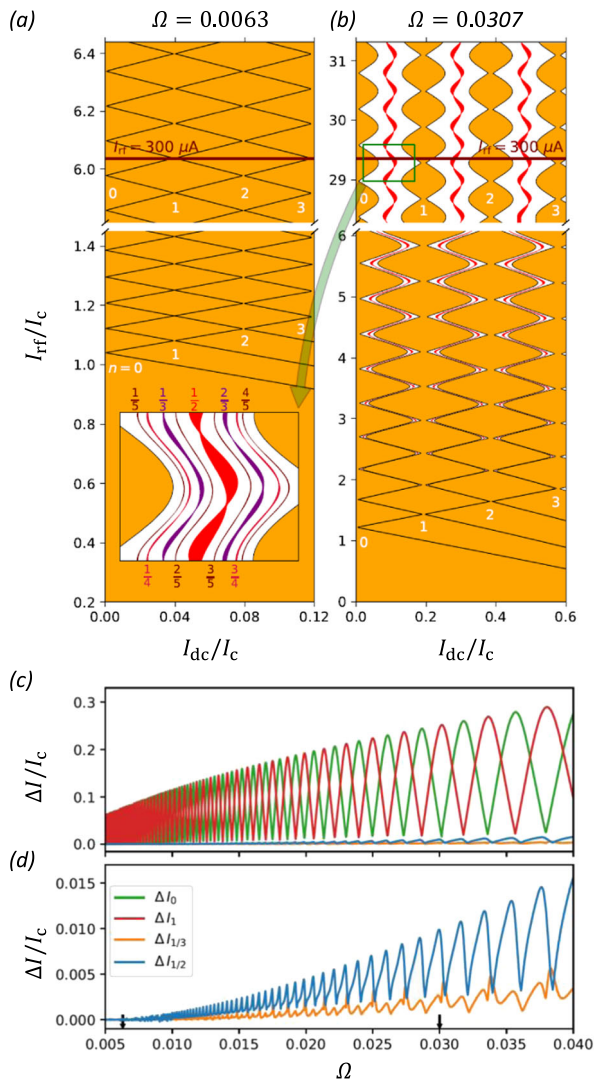 (a) Ω = 0.0063 (b) Ω = 0.0307
6.4
6.2
6.0
I_rf = 300 μA
0 1 2 3
1.4
1.2
1.0
0.8
0.6
0.4
0.2
n=0 1 2 3
1/5 1/3 1/2 2/3 4/5
1/4 2/5 3/5 3/4
0.00 0.04 0.08 0.12
I_dc/I_c
I_rf/I_c
31
30
29
I_rf = 300 μA
0 1 2 3
6
5
4
3
2
1
0
0 1 2 3
0.0 0.2 0.4 0.6
I_dc/I_c
(c)
0.3
0.2
0.1
0.0
ΔI/I_c
(d)
0.015
0.010
0.005
0.000
ΔI/I_c
ΔI_0
ΔI_1
ΔI_1/3
ΔI_1/2
0.005 0.010 0.015 0.020 0.025 0.030 0.035 0.040
Ω